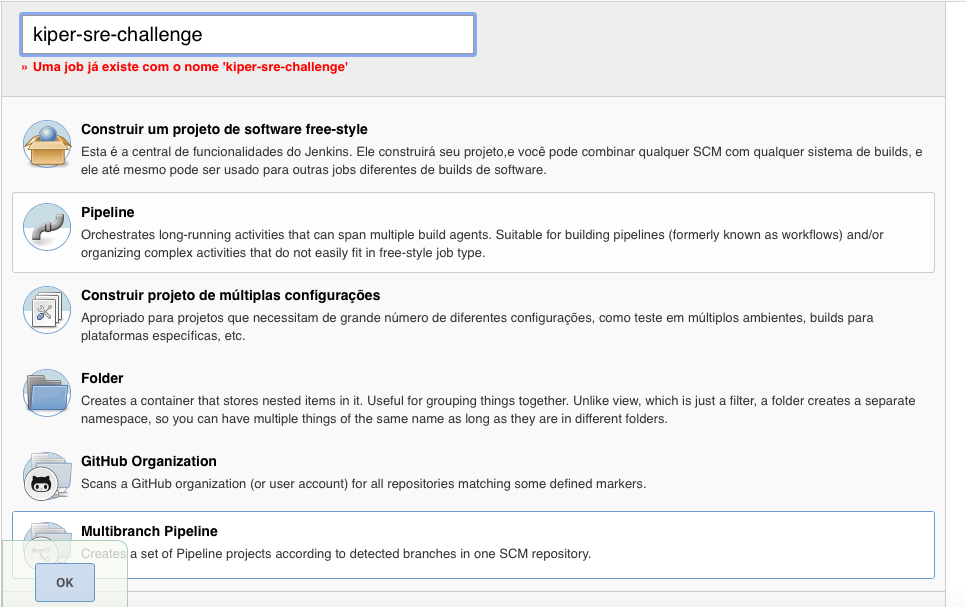 kiper-sre-challenge
» Uma job já existe com o nome 'kiper-sre-challenge'
Construir um projeto de software free-style
Esta é a central de funcionalidades do Jenkins. Ele construirá seu projeto,e você pode combinar qualquer SCM com qualquer sistema de builds, e
ele até mesmo pode ser usado para outras jobs diferentes de builds de software.
Pipeline
Orchestrates long-running activities that can span multiple build agents. Suitable for building pipelines (formerly known as workflows) and/or
organizing complex activities that do not easily fit in free-style job type.
Construir projeto de múltiplas configurações
Apropriado para projetos que necessitam de grande número de diferentes configurações, como teste em múltiplos ambientes, builds para
plataformas específicas, etc.
Folder
Creates a container that stores nested items in it. Useful for grouping things together. Unlike view, which is just a filter, a folder creates a separate
namespace, so you can have multiple things of the same name as long as they are in different folders.
GitHub Organization
Scans a GitHub organization (or user account) for all repositories matching some defined markers.
Multibranch Pipeline
Creates a set of Pipeline projects according to detected branches in one SCM repository.
OK